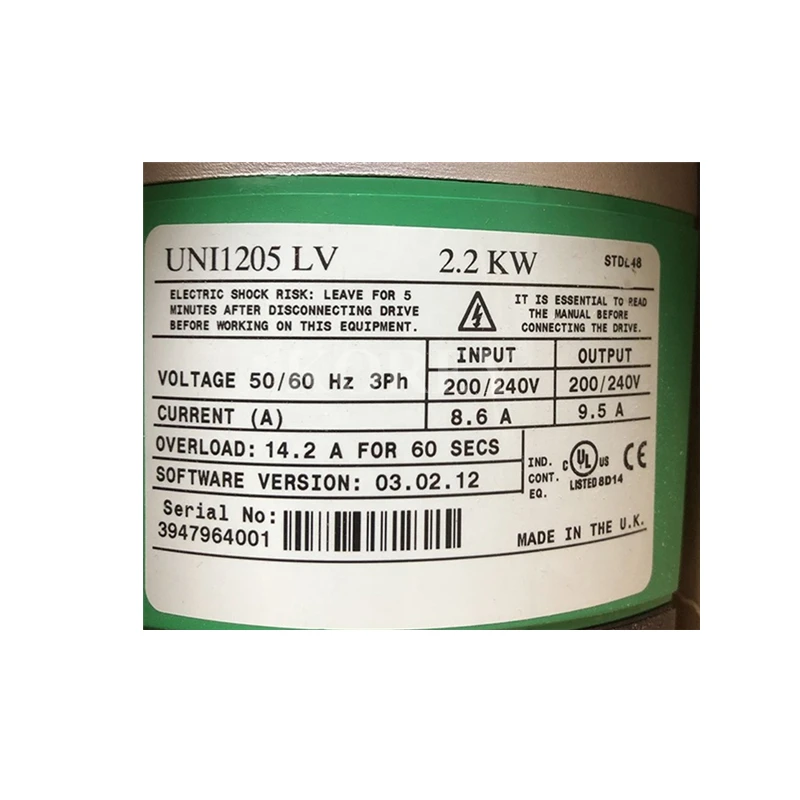 UNI1205 LV 2.2 KW
ELECTRIC SHOCK RISK: LEAVE FOR 5
MINUTES AFTER DISCONNECTING DRIVE
BEFORE WORKING ON THIS EQUIPMENT.
IT IS ESSENTIAL TO READ
THE MANUAL BEFORE
CONNECTING THE DRIVE.
INPUT OUTPUT
VOLTAGE 50/60 Hz 3Ph 200/240V 200/240V
CURRENT (A) 8.6 A 9.5 A
OVERLOAD: 14.2 A FOR 60 SECS
SOFTWARE VERSION: 03.02.12
IND.
CONT.
EQ.
C UL US CE
LISTED 8D14
Serial No:
3947964001
MADE IN THE U.K.